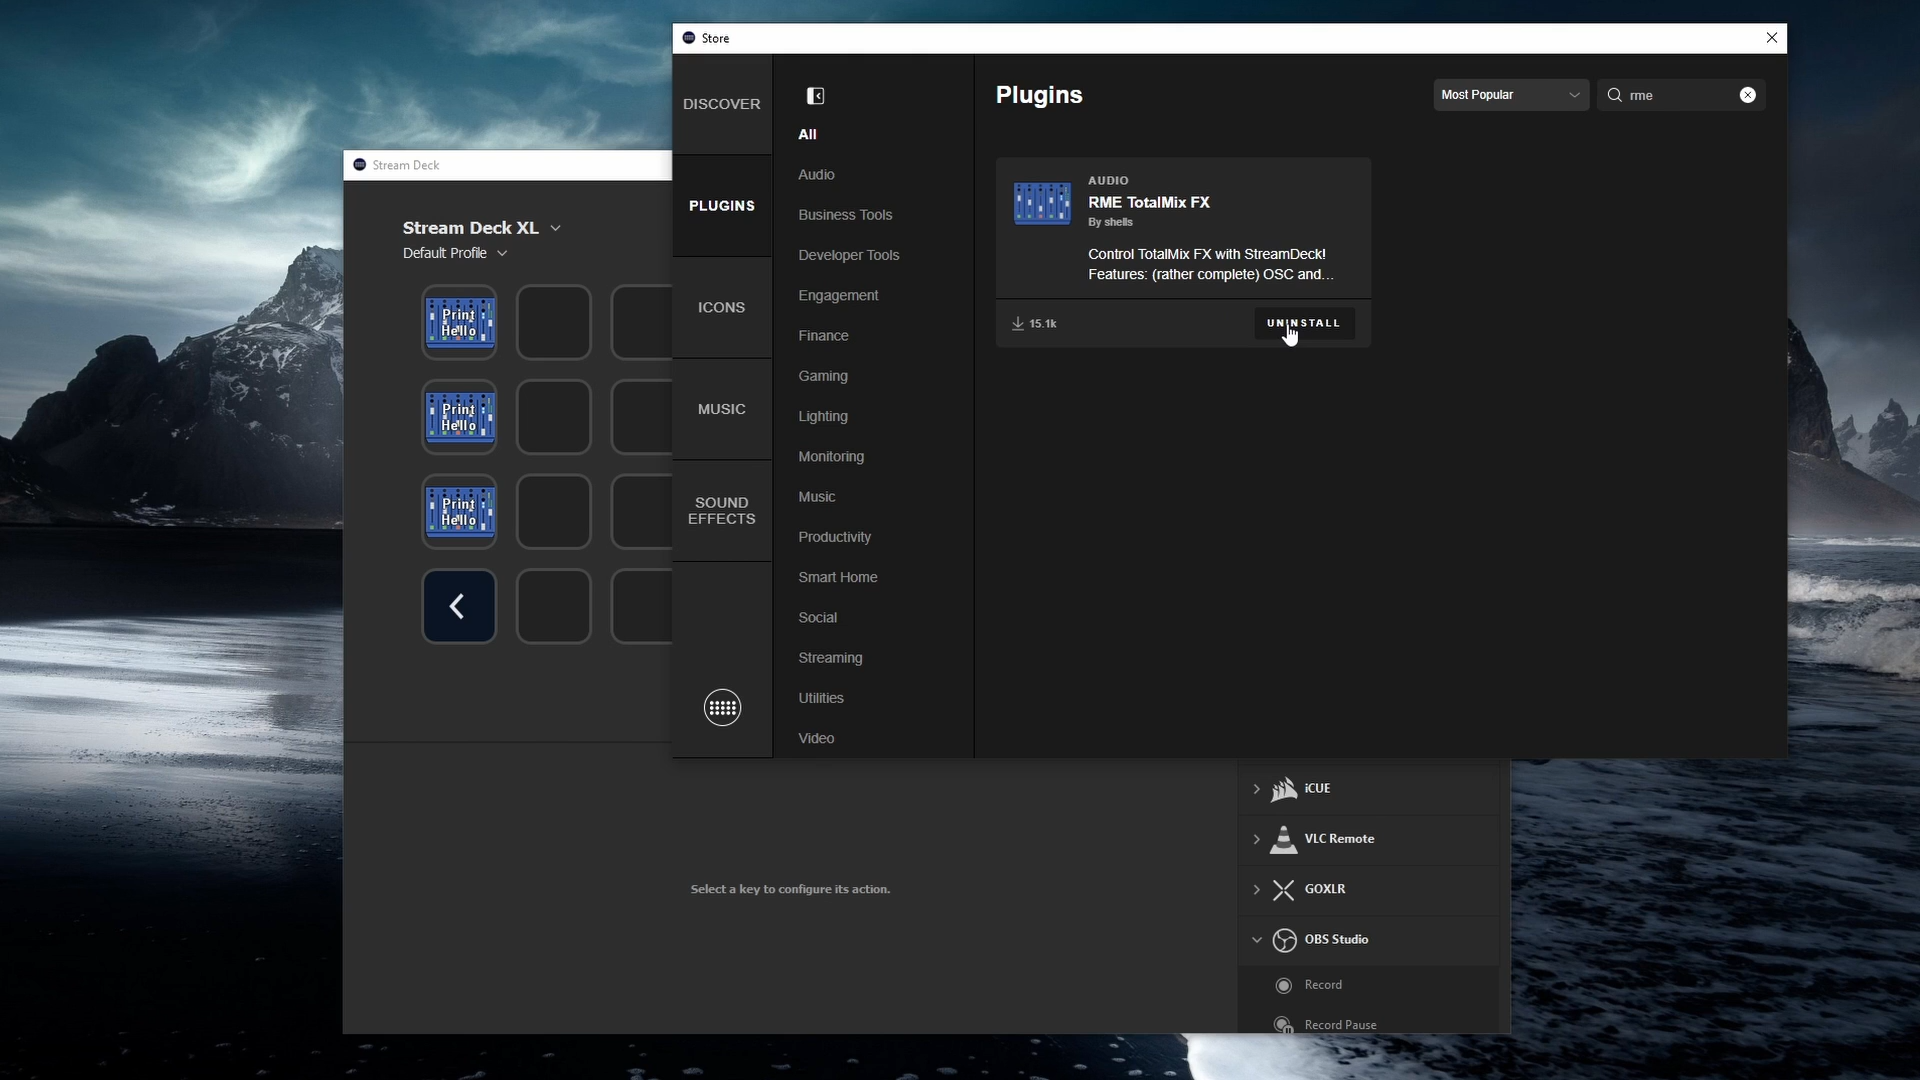 Store
DISCOVER
PLUGINS
ICONS
MUSIC
SOUND
EFFECTS
All
Audio
Business Tools
Developer Tools
Engagement
Finance
Gaming
Lighting
Monitoring
Music
Productivity
Smart Home
Social
Streaming
Utilities
Video
Plugins
Most Popular
rme
AUDIO
RME TotalMix FX
By shells
Control TotalMix FX with StreamDeck!
Features: (rather complete) OSC and...
15.1k
UNINSTALL
Stream Deck
Stream Deck XL
Default Profile
Print
Hello
Print
Hello
Print
Hello
Select a key to configure its action.
iCUE
VLC Remote
GOXLR
OBS Studio
Record
Record Pause